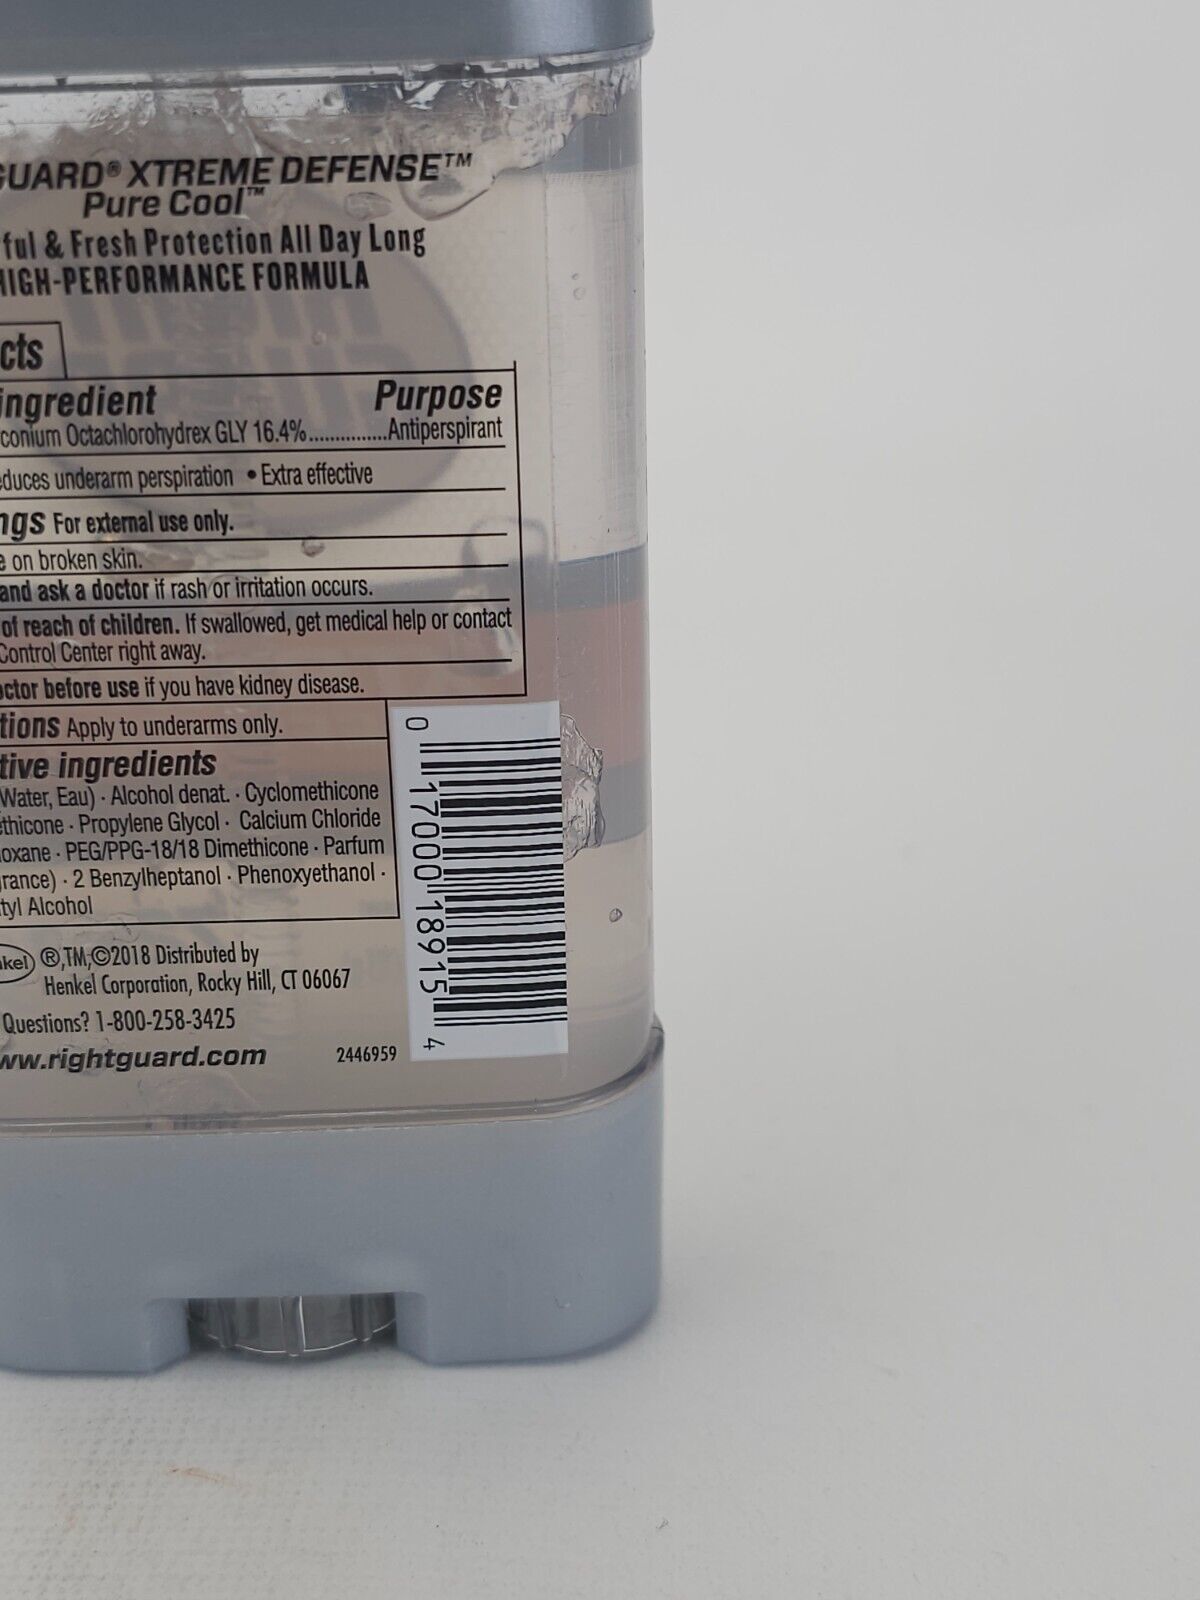 GUARD® XTREME DEFENSE™
Pure Cool™
ful & Fresh Protection All Day Long
HIGH-PERFORMANCE FORMULA
cts
ingredient Purpose
conium Octachlorohydrex GLY 16.4%...............Antiperspirant
educes underarm perspiration • Extra effective
ngs For external use only.
e on broken skin.
and ask a doctor if rash or irritation occurs.
of reach of children. If swallowed, get medical help or contact
Control Center right away.
octor before use if you have kidney disease.
tions Apply to underarms only.
tive ingredients
(Water, Eau) · Alcohol denat. · Cyclomethicone
ethicone · Propylene Glycol · Calcium Chloride
oxane · PEG/PPG-18/18 Dimethicone · Parfum
grance) · 2 Benzylheptanol · Phenoxyethanol ·
tyl Alcohol
0 17000 18915 4
nkel ®,TM,©2018 Distributed by
Henkel Corporation, Rocky Hill, CT 06067
Questions? 1-800-258-3425
ww.rightguard.com 2446959